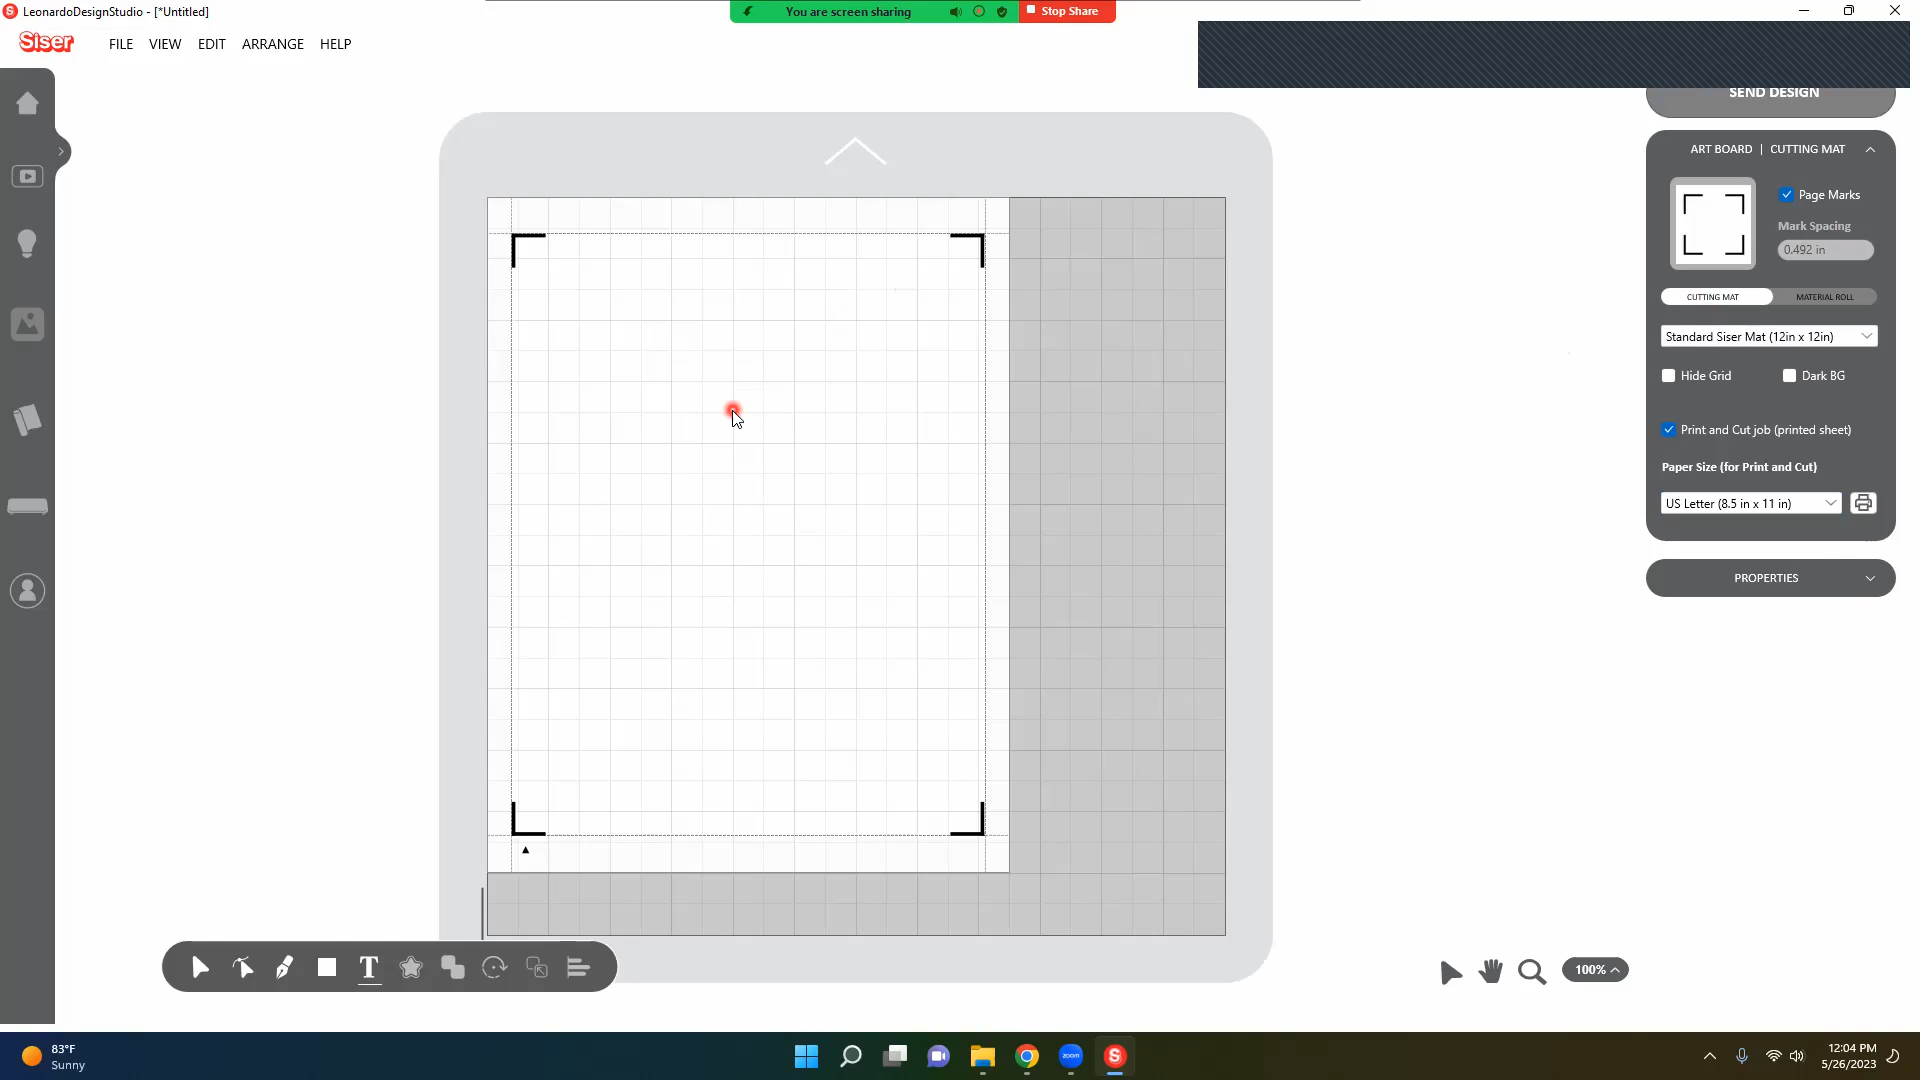 LeonardoDesignStudio - [*Untitled]
You are screen sharing
Stop Share
Siser
FILE VIEW EDIT ARRANGE HELP
SEND DESIGN
ART BOARD | CUTTING MAT
Page Marks
Mark Spacing
0.492 in
CUTTING MAT
MATERIAL ROLL
Standard Siser Mat (12in x 12in)
Hide Grid
Dark BG
Print and Cut job (printed sheet)
Paper Size (for Print and Cut)
US Letter (8.5 in x 11 in)
PROPERTIES
T
100%
83°F
Sunny
zoom
S
12:04 PM
5/26/2023